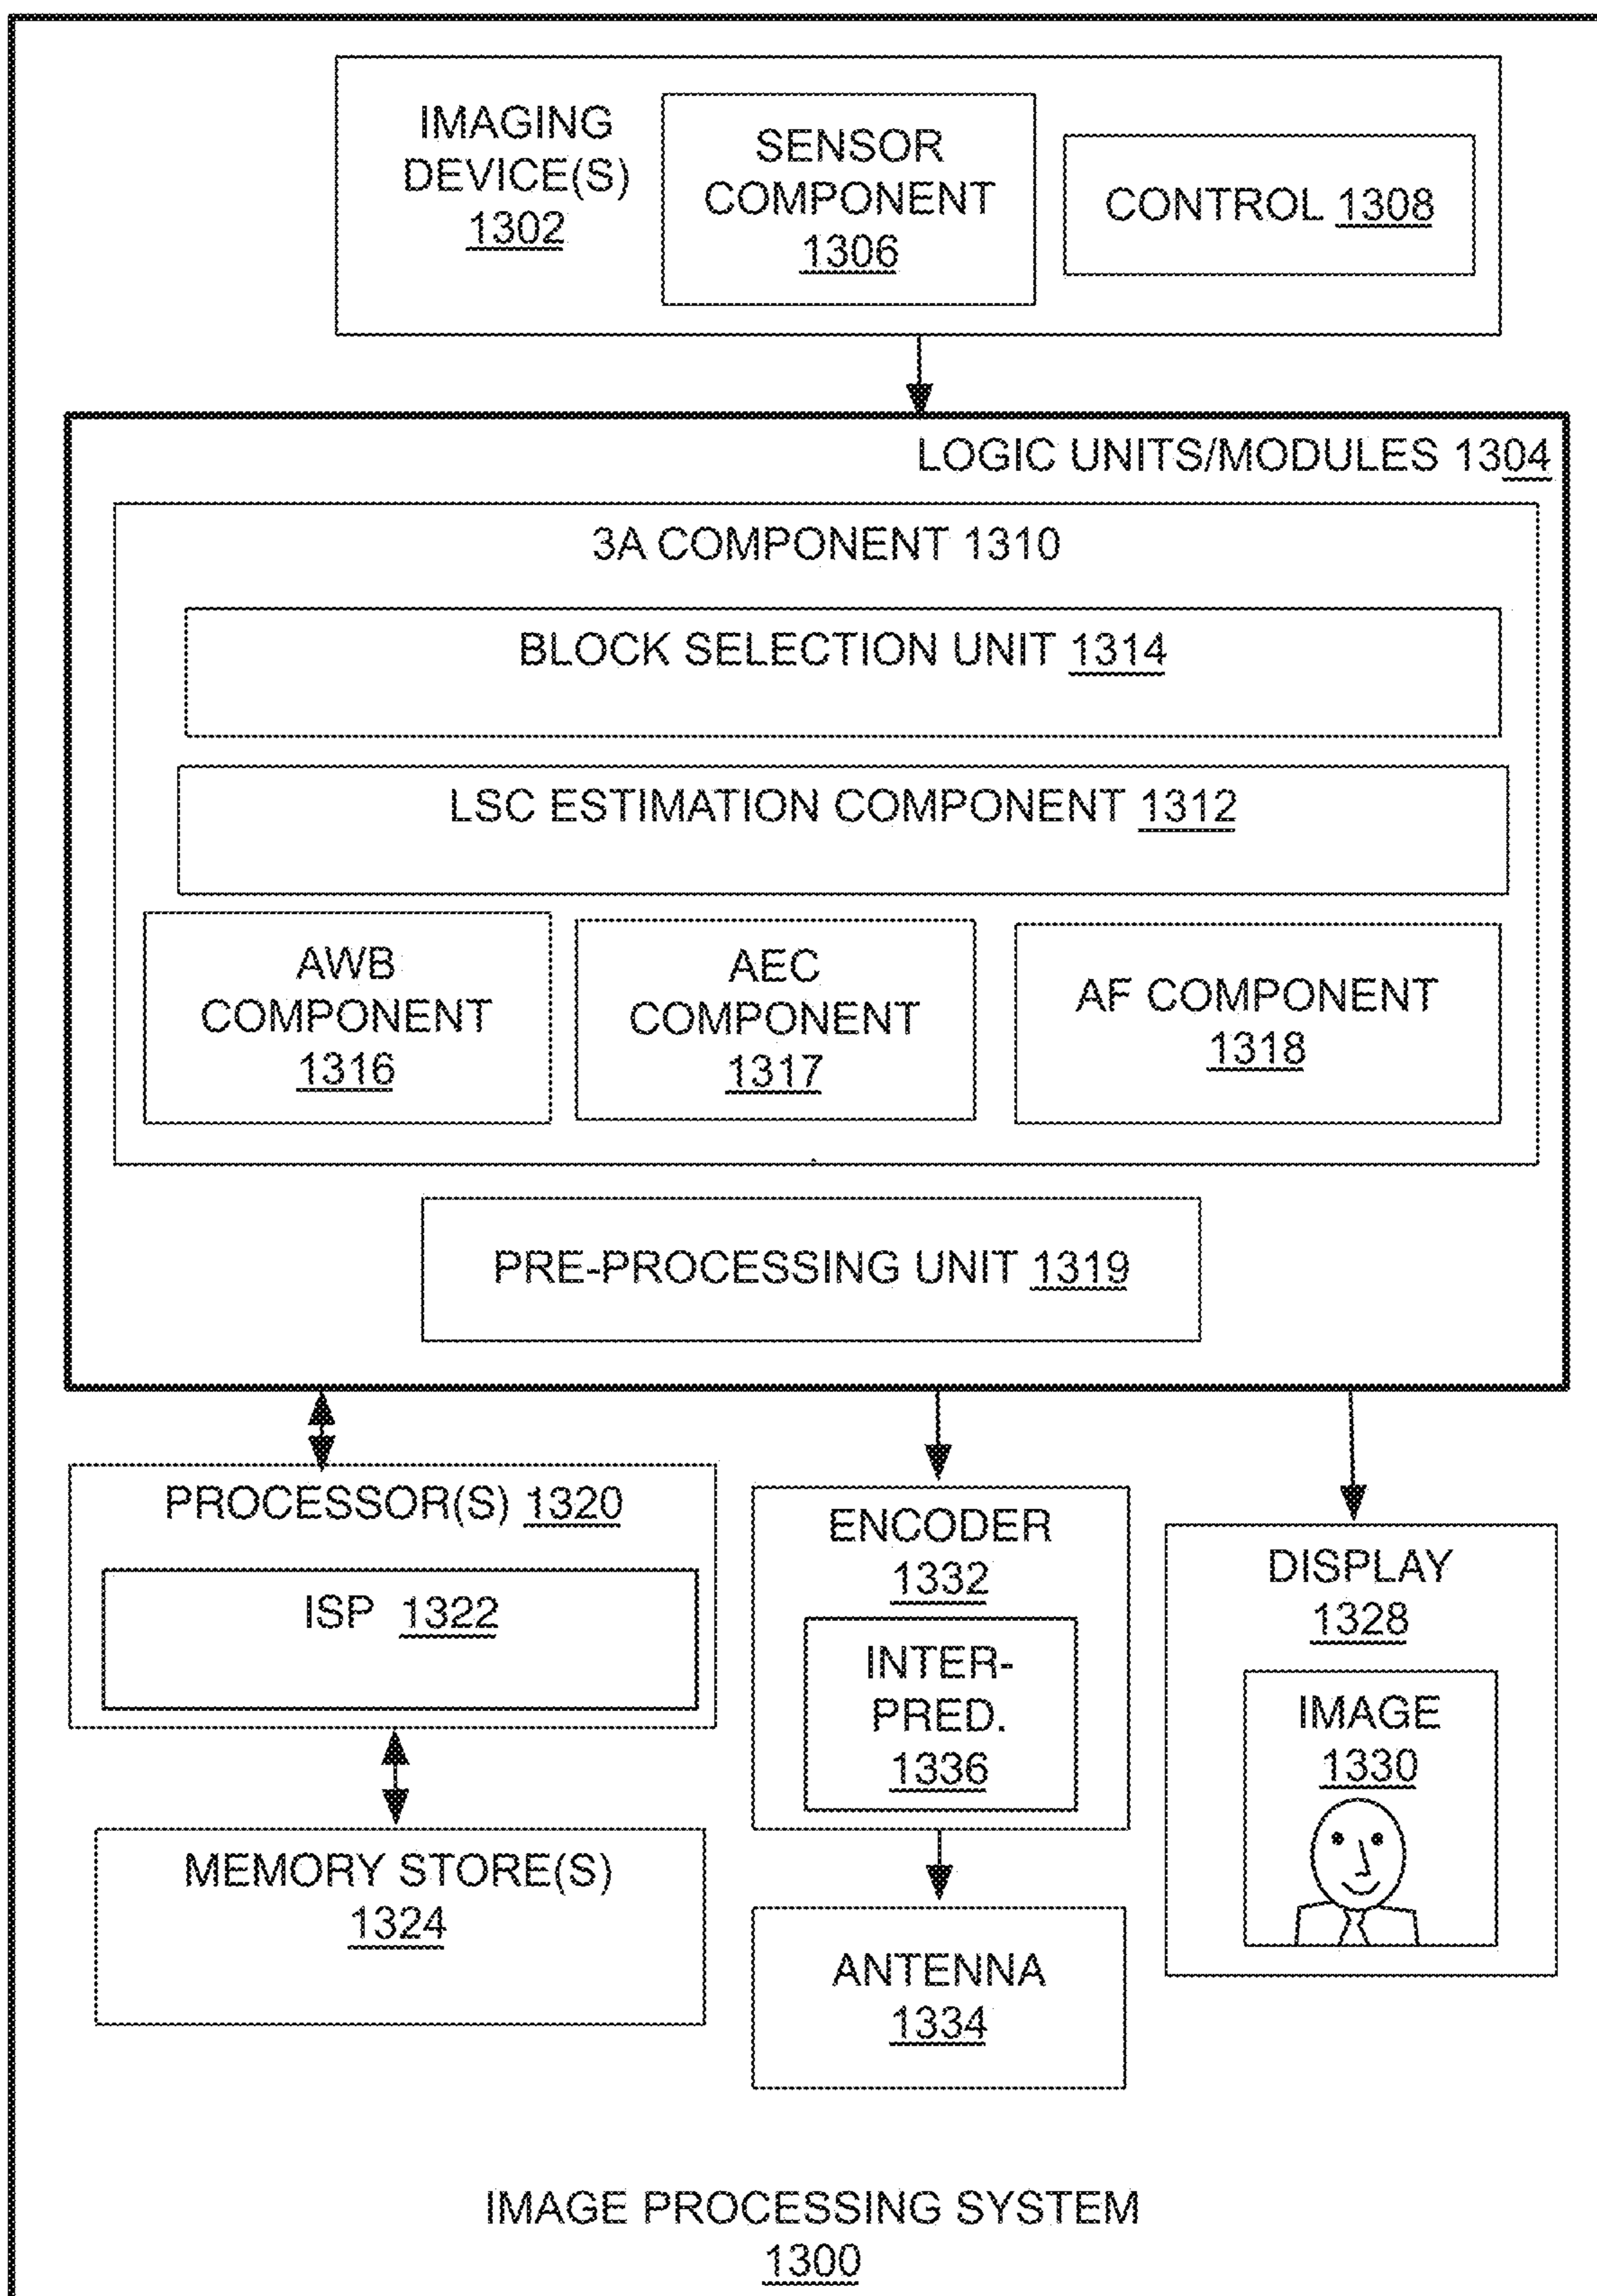 IMAGING
DEVICE(S)
1302
SENSOR
COMPONENT
1306
CONTROL 1308
LOGIC UNITS/MODULES 1304
3A COMPONENT 1310
BLOCK SELECTION UNIT 1314
LSC ESTIMATION COMPONENT 1312
AWB
COMPONENT
1316
AEC
COMPONENT
1317
AF COMPONENT
1318
PRE-PROCESSING UNIT 1319
PROCESSOR(S) 1320
ISP 1322
MEMORY STORE(S)
1324
ENCODER
1332
INTER-
PRED.
1336
ANTENNA
1334
DISPLAY
1328
IMAGE
1330
IMAGE PROCESSING SYSTEM
1300